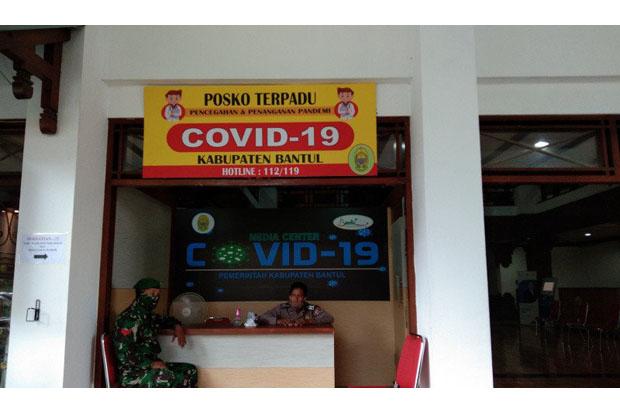 POSKO TERPADU
PENCEGAHAN & PENANGANAN PANDEMI
COVID-19
KABUPATEN BANTUL
HOTLINE : 112/119
MEDIA CENTER
COVID-19
PEMERINTAH KABUPATEN BANTUL